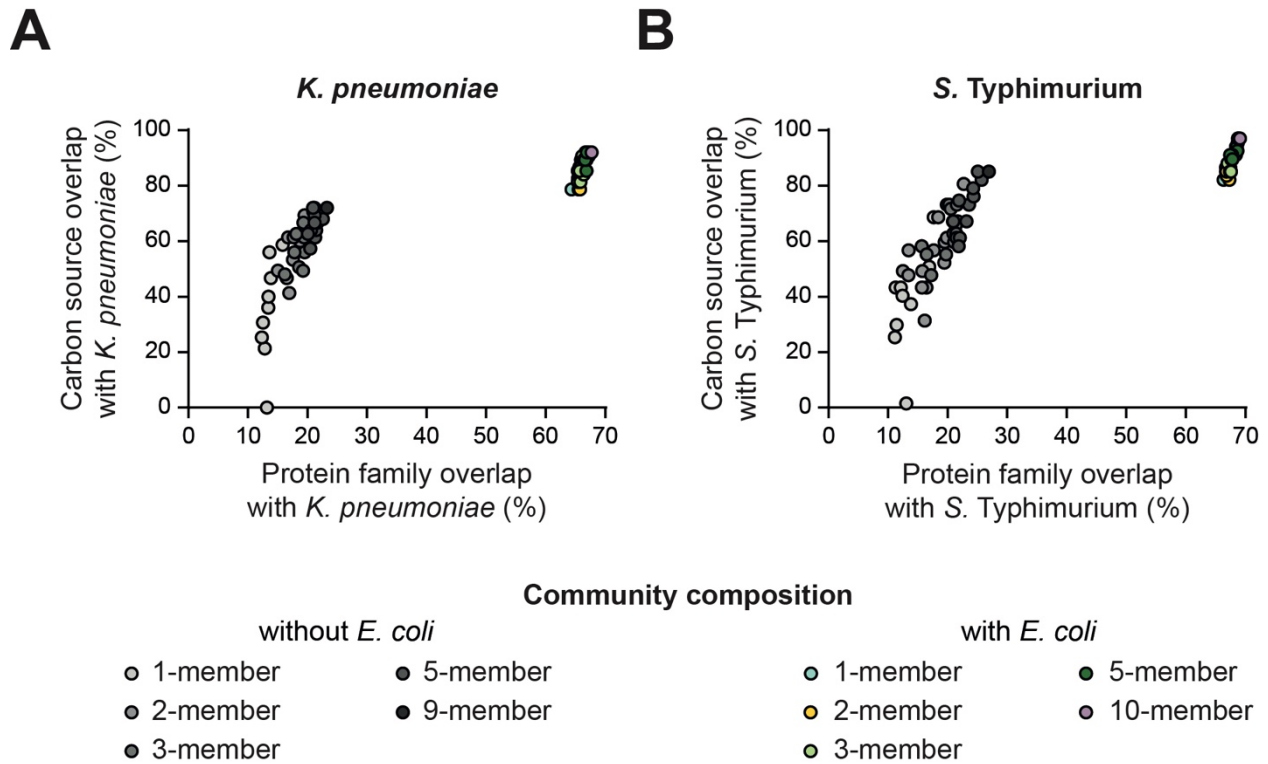 A
K. pneumoniae
Carbon source overlap
with K. pneumoniae (%)
100
80
60
40
20
0
0 10 20 30 40 50 60 70
Protein family overlap
with K. pneumoniae (%)
B
S. Typhimurium
Carbon source overlap
with S. Typhimurium (%)
100
80
60
40
20
0
0 10 20 30 40 50 60 70
Protein family overlap
with S. Typhimurium (%)
Community composition
without E. coli
1-member
2-member
3-member
5-member
9-member
with E. coli
1-member
2-member
3-member
5-member
10-member